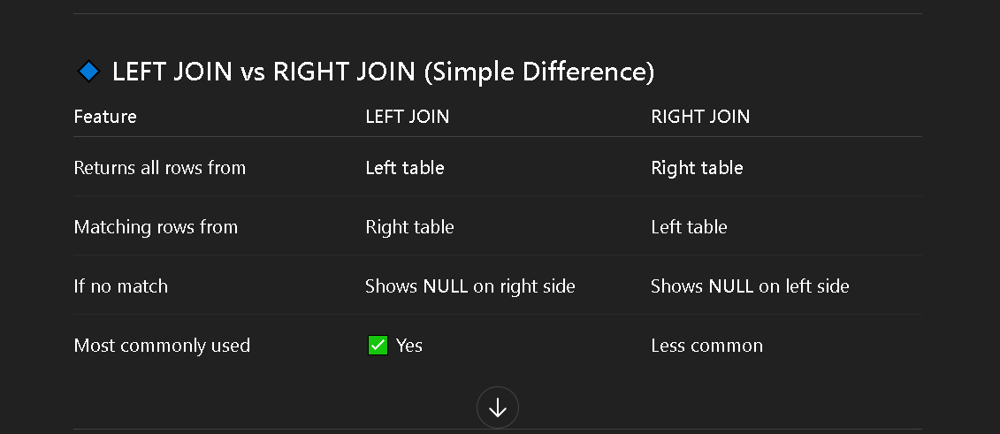 🔷 LEFT JOIN vs RIGHT JOIN (Simple Difference)
Feature LEFT JOIN RIGHT JOIN
Returns all rows from Left table Right table
Matching rows from Right table Left table
If no match Shows NULL on right side Shows NULL on left side
Most commonly used ✅ Yes Less common